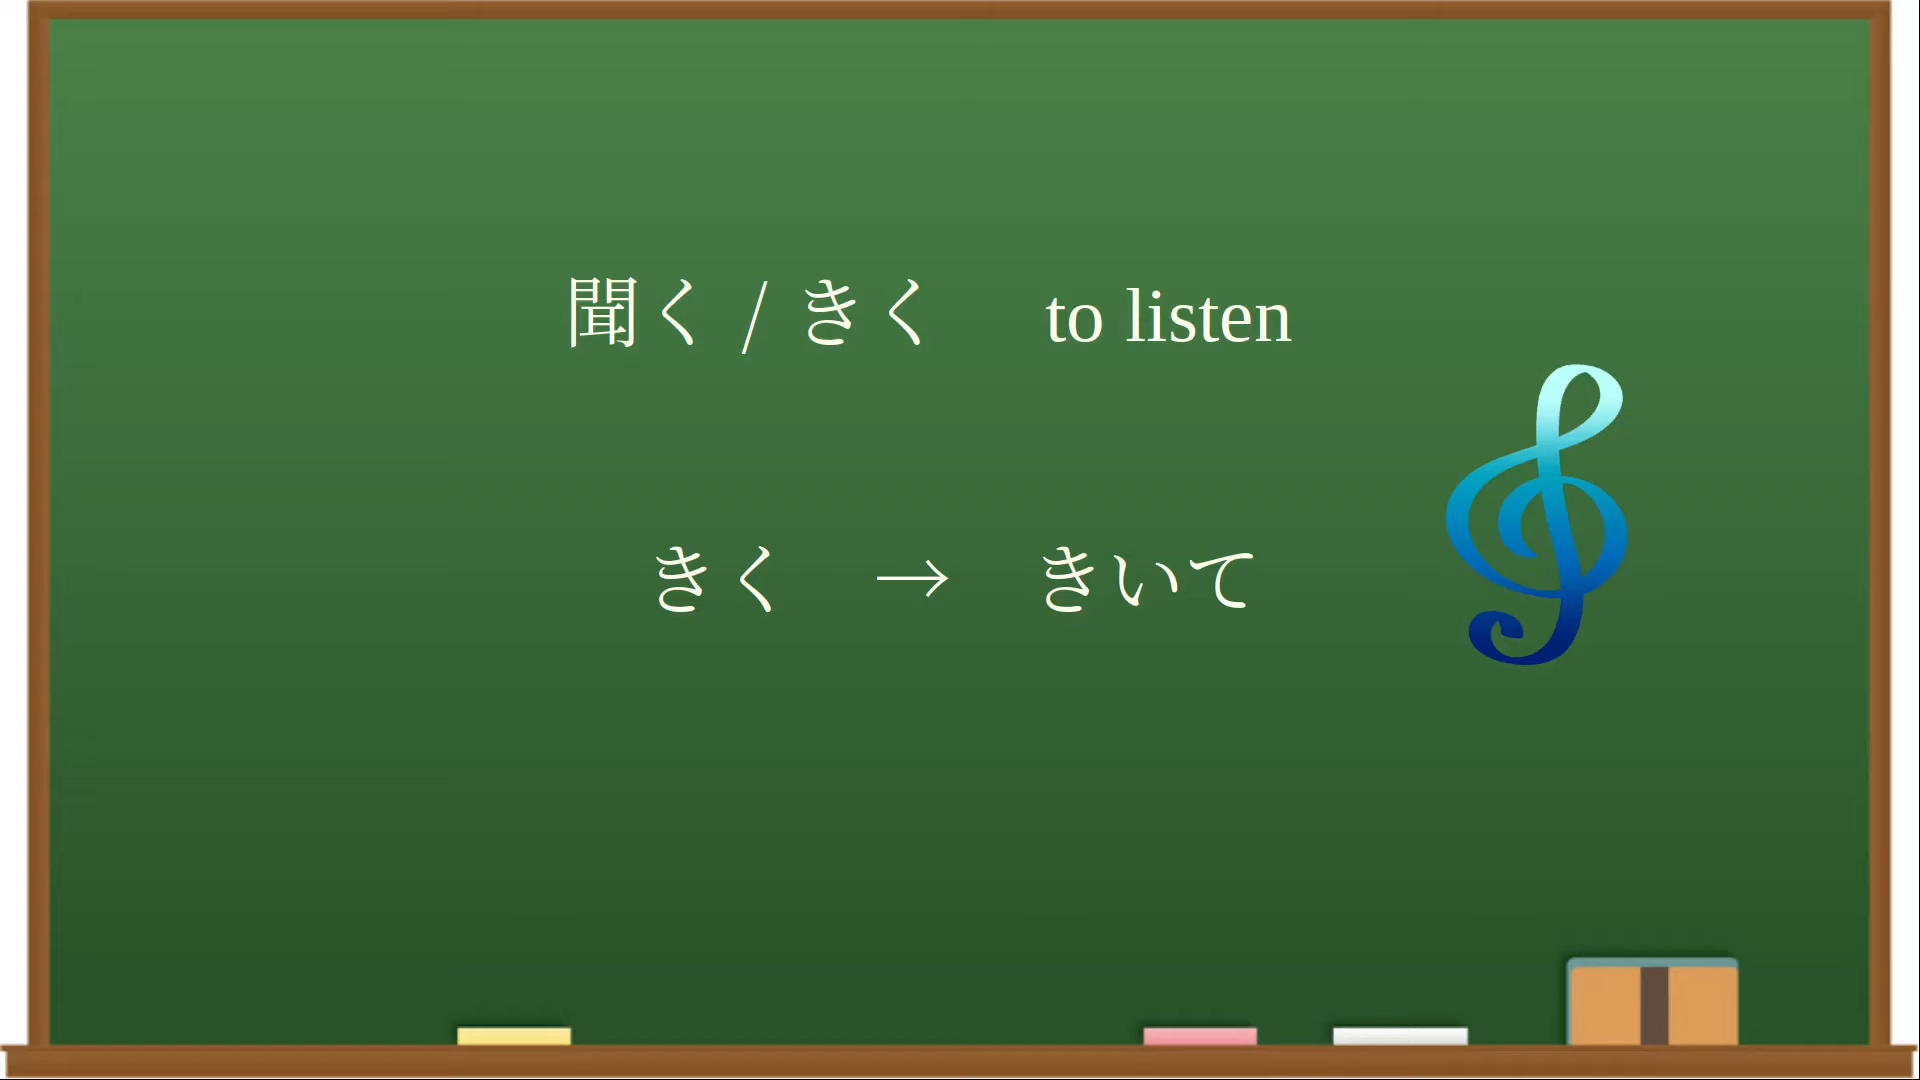 聞く / きく　to listen
きく　→　きいて